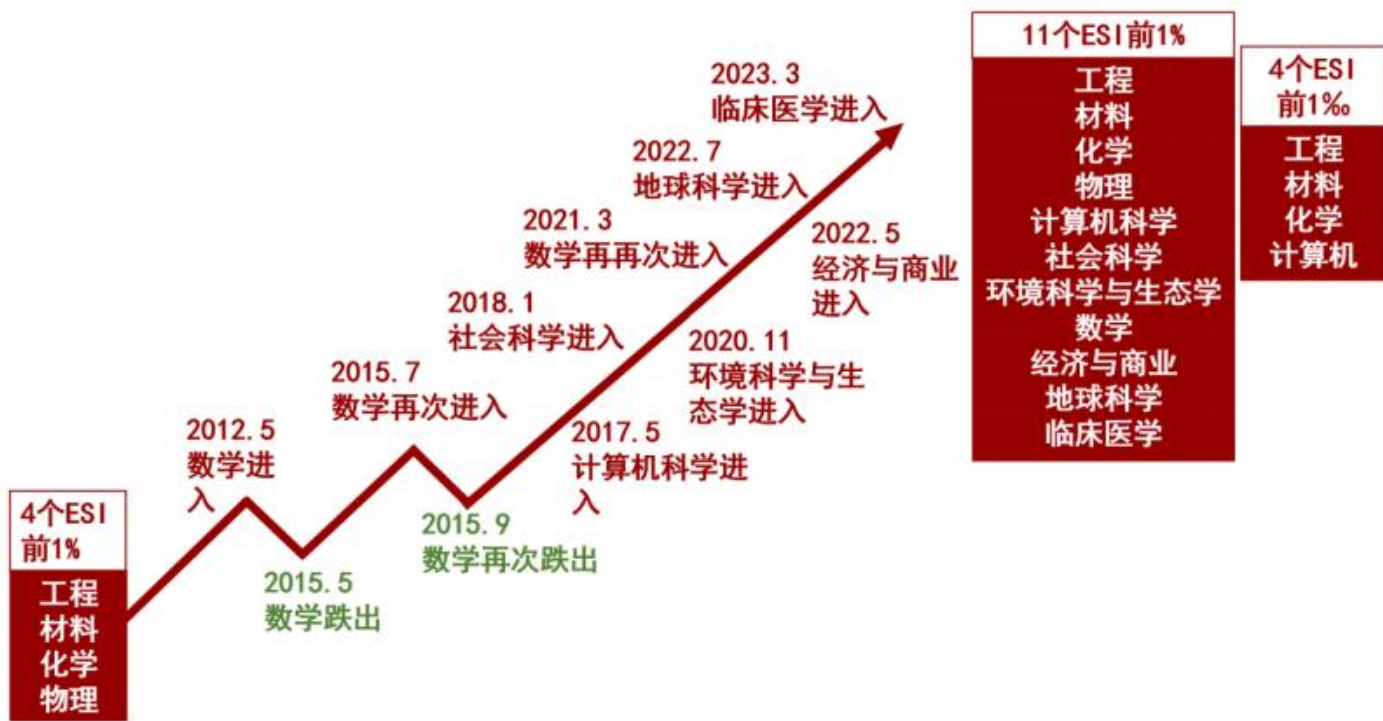 4个ESI
前1%
工程
材料
化学
物理
2012.5
数学进
入
2015.5
数学跌出
2015.7
数学再次进入
2015.9
数学再次跌出
2017.5
计算机科学进
入
2018.1
社会科学进入
2020.11
环境科学与生
态学进入
2021.3
数学再再次进入
2022.5
经济与商业
进入
2022.7
地球科学进入
2023.3
临床医学进入
11个ESI前1%
工程
材料
化学
物理
计算机科学
社会科学
环境科学与生态学
数学
经济与商业
地球科学
临床医学
4个ESI
前1‰
工程
材料
化学
计算机